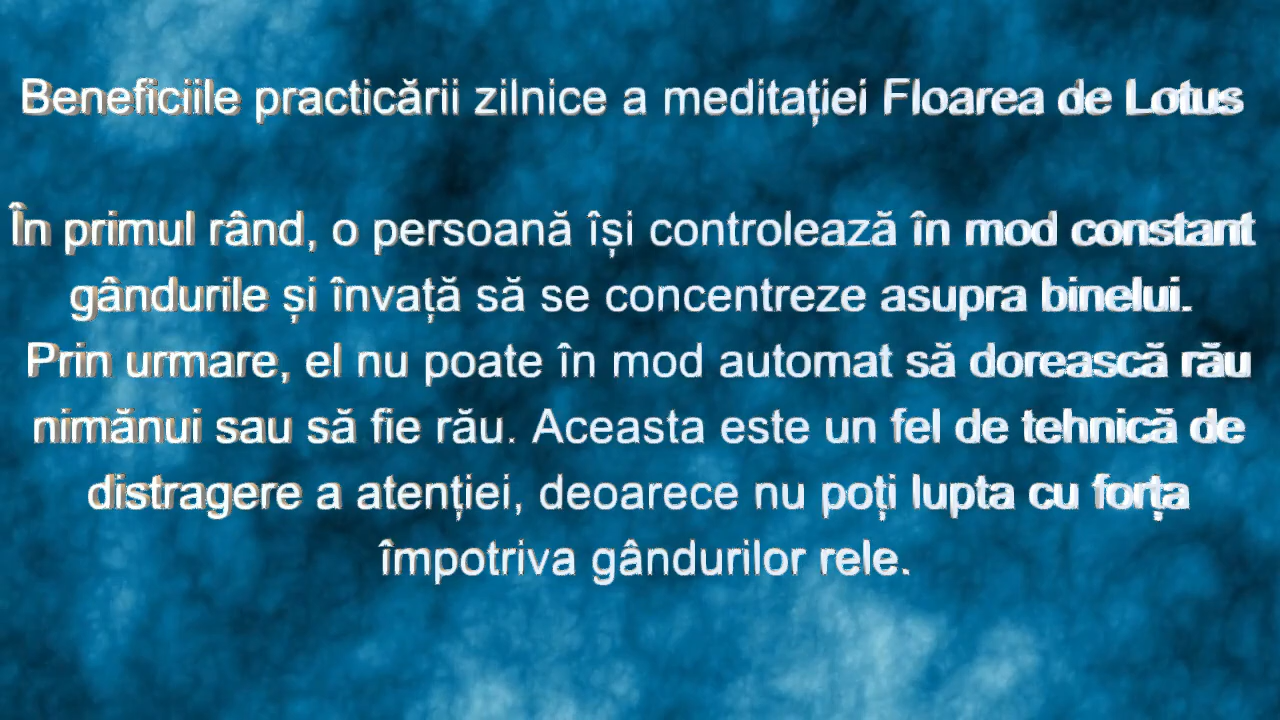 Beneficiile practicării zilnice a meditației Floarea de Lotus
În primul rând, o persoană își controlează în mod constant
gândurile și învață să se concentreze asupra binelui.
Prin urmare, el nu poate în mod automat să dorească rău
nimănui sau să fie rău. Aceasta este un fel de tehnică de
distragere a atenției, deoarece nu poți lupta cu forța
împotriva gândurilor rele.